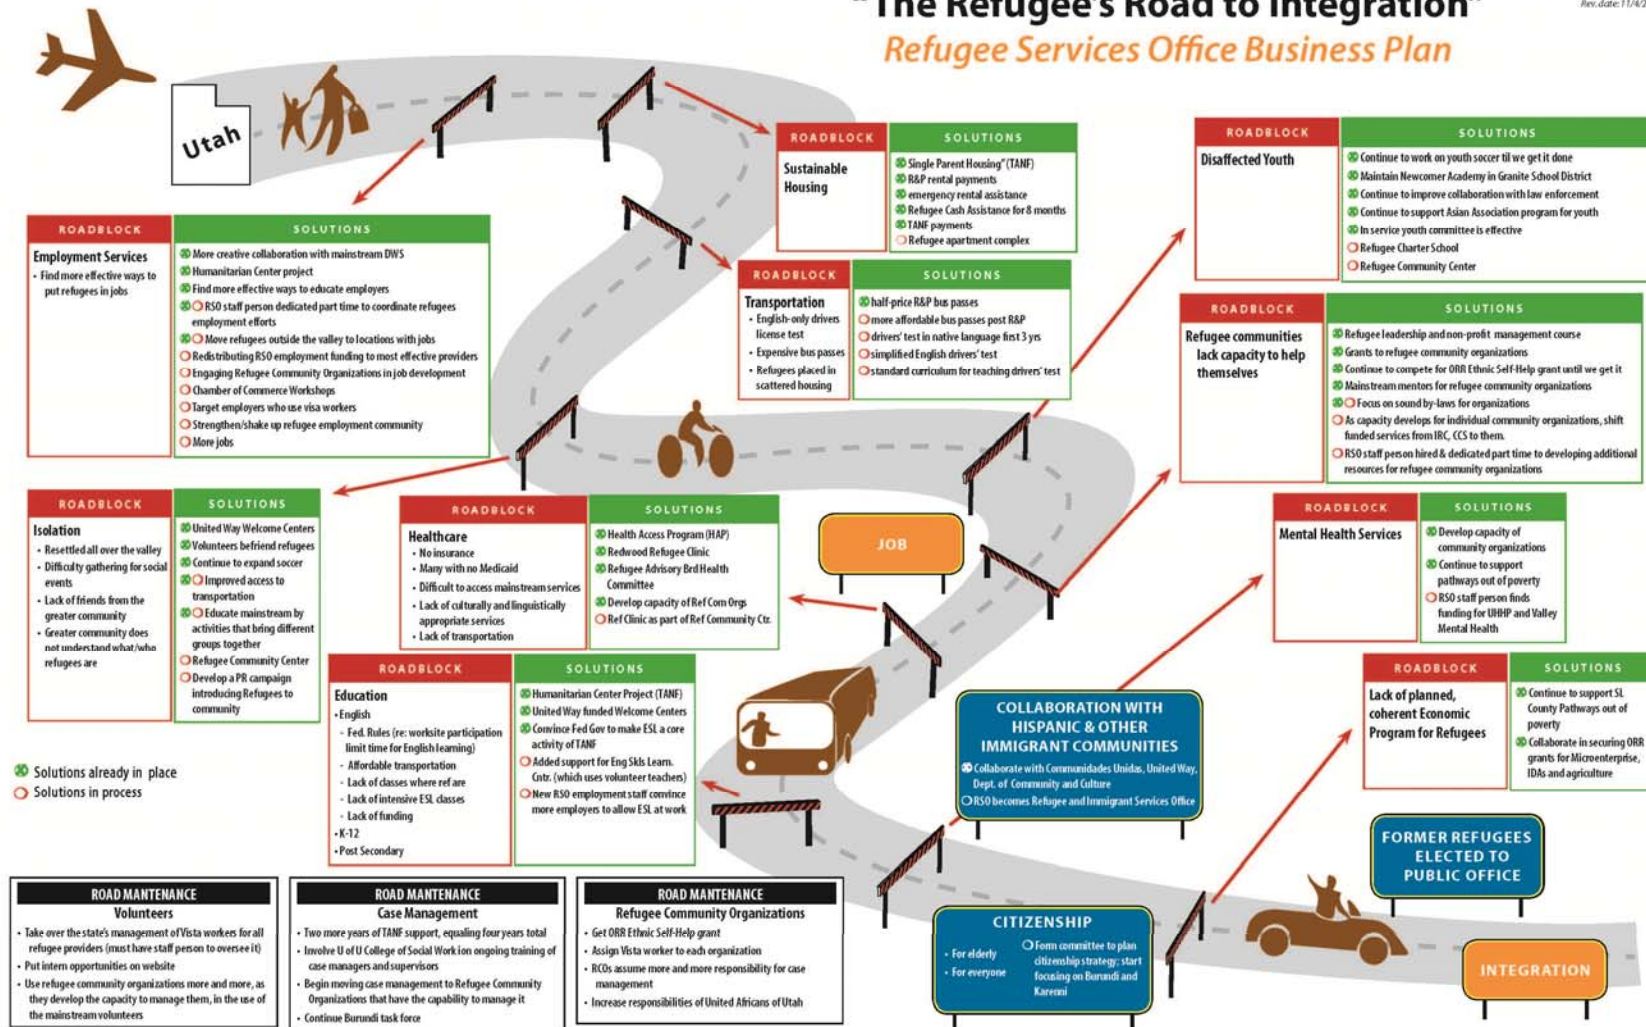 "The Refugee's Road to Integration"
Rev. date: 11/4/2
Refugee Services Office Business Plan
Utah
ROADBLOCK
SOLUTIONS
Employment Services
• Find more effective ways to
put refugees in jobs
More creative collaboration with mainstream DWS
Humanitarian Center project
Find more effective ways to educate employers
RSO staff person dedicated part time to coordinate refugees
employment efforts
Move refugees outside the valley to locations with jobs
Redistributing RSO employment funding to most effective providers
Engaging Refugee Community Organizations in job development
Chamber of Commerce Workshops
Target employers who use visa workers
Strengthen/shake up refugee employment community
More jobs
ROADBLOCK
SOLUTIONS
Sustainable
Housing
Single Parent Housing" (TANF)
R&P rental payments
emergency rental assistance
Refugee Cash Assistance for 8 months
TANF payments
Refugee apartment complex
ROADBLOCK
SOLUTIONS
Transportation
• English-only drivers
license test
• Expensive bus passes
• Refugees placed in
scattered housing
half-price R&P bus passes
more affordable bus passes post R&P
drivers' test in native language first 3 yrs
simplified English drivers' test
standard curriculum for teaching drivers' test
ROADBLOCK
SOLUTIONS
Disaffected Youth
Continue to work on youth soccer til we get it done
Maintain Newcomer Academy in Granite School District
Continue to improve collaboration with law enforcement
Continue to support Asian Association program for youth
In service youth committee is effective
Refugee Charter School
Refugee Community Center
ROADBLOCK
SOLUTIONS
Refugee communities
lack capacity to help
themselves
Refugee leadership and non-profit management course
Grants to refugee community organizations
Continue to compete for ORR Ethnic Self-Help grant until we get it
Mainstream mentors for refugee community organizations
Focus on sound by-laws for organizations
As capacity develops for individual community organizations, shift
funded services from IRC, CCS to them.
RSO staff person hired & dedicated part time to developing additional
resources for refugee community organizations
ROADBLOCK
SOLUTIONS
Isolation
• Resettled all over the valley
• Difficulty gathering for social
events
• Lack of friends from the
greater community
• Greater community does
not understand what/who
refugees are
United Way Welcome Centers
Volunteers befriend refugees
Continue to expand soccer
Improved access to
transportation
Educate mainstream by
activities that bring different
groups together
Refugee Community Center
Develop a PR campaign
introducing Refugees to
community
ROADBLOCK
SOLUTIONS
Healthcare
• No insurance
• Many with no Medicaid
• Difficult to access mainstream services
• Lack of culturally and linguistically
appropriate services
• Lack of transportation
Health Access Program (HAP)
Redwood Refugee Clinic
Refugee Advisory Brd Health
Committee
Develop capacity of Ref Com Orgs
Ref Clinic as part of Ref Community Ctr.
JOB
ROADBLOCK
SOLUTIONS
Mental Health Services
Develop capacity of
community organizations
Continue to support
pathways out of poverty
RSO staff person finds
funding for UHHP and Valley
Mental Health
ROADBLOCK
SOLUTIONS
Education
• English
- Fed. Rules (re: worksite participation
limit time for English learning)
- Affordable transportation
- Lack of classes where ref are
- Lack of intensive ESL classes
- Lack of funding
• K-12
• Post Secondary
Humanitarian Center Project (TANF)
United Way funded Welcome Centers
Convince Fed Gov to make ESL a core
activity of TANF
Added support for Eng Skls Learn.
Cntr. (which uses volunteer teachers)
New RSO employment staff convince
more employers to allow ESL at work
COLLABORATION WITH
HISPANIC & OTHER
IMMIGRANT COMMUNITIES
Collaborate with Communidades Unidas, United Way,
Dept. of Community and Culture
RSO becomes Refugee and Immigrant Services Office
ROADBLOCK
SOLUTIONS
Lack of planned,
coherent Economic
Program for Refugees
Continue to support SL
County Pathways out of
poverty
Collaborate in securing ORR
grants for Microenterprise,
IDAs and agriculture
Solutions already in place
Solutions in process
FORMER REFUGEES
ELECTED TO
PUBLIC OFFICE
ROAD MANTENANCE
Volunteers
• Take over the state's management of Vista workers for all
refugee providers (must have staff person to oversee it)
• Put intern opportunities on website
• Use refugee community organizations more and more, as
they develop the capacity to manage them, in the use of
the mainstream volunteers
ROAD MANTENANCE
Case Management
• Two more years of TANF support, equaling four years total
• Involve U of U College of Social Work ion ongoing training of
case managers and supervisors
• Begin moving case management to Refugee Community
Organizations that have the capability to manage it
• Continue Burundi task force
ROAD MANTENANCE
Refugee Community Organizations
• Get ORR Ethnic Self-Help grant
• Assign Vista worker to each organization
• RCOs assume more and more responsibility for case
management
• Increase responsibilities of United Africans of Utah
CITIZENSHIP
• For elderly
• For everyone
Form committee to plan
citizenship strategy; start
focusing on Burundi and
Karenni
INTEGRATION